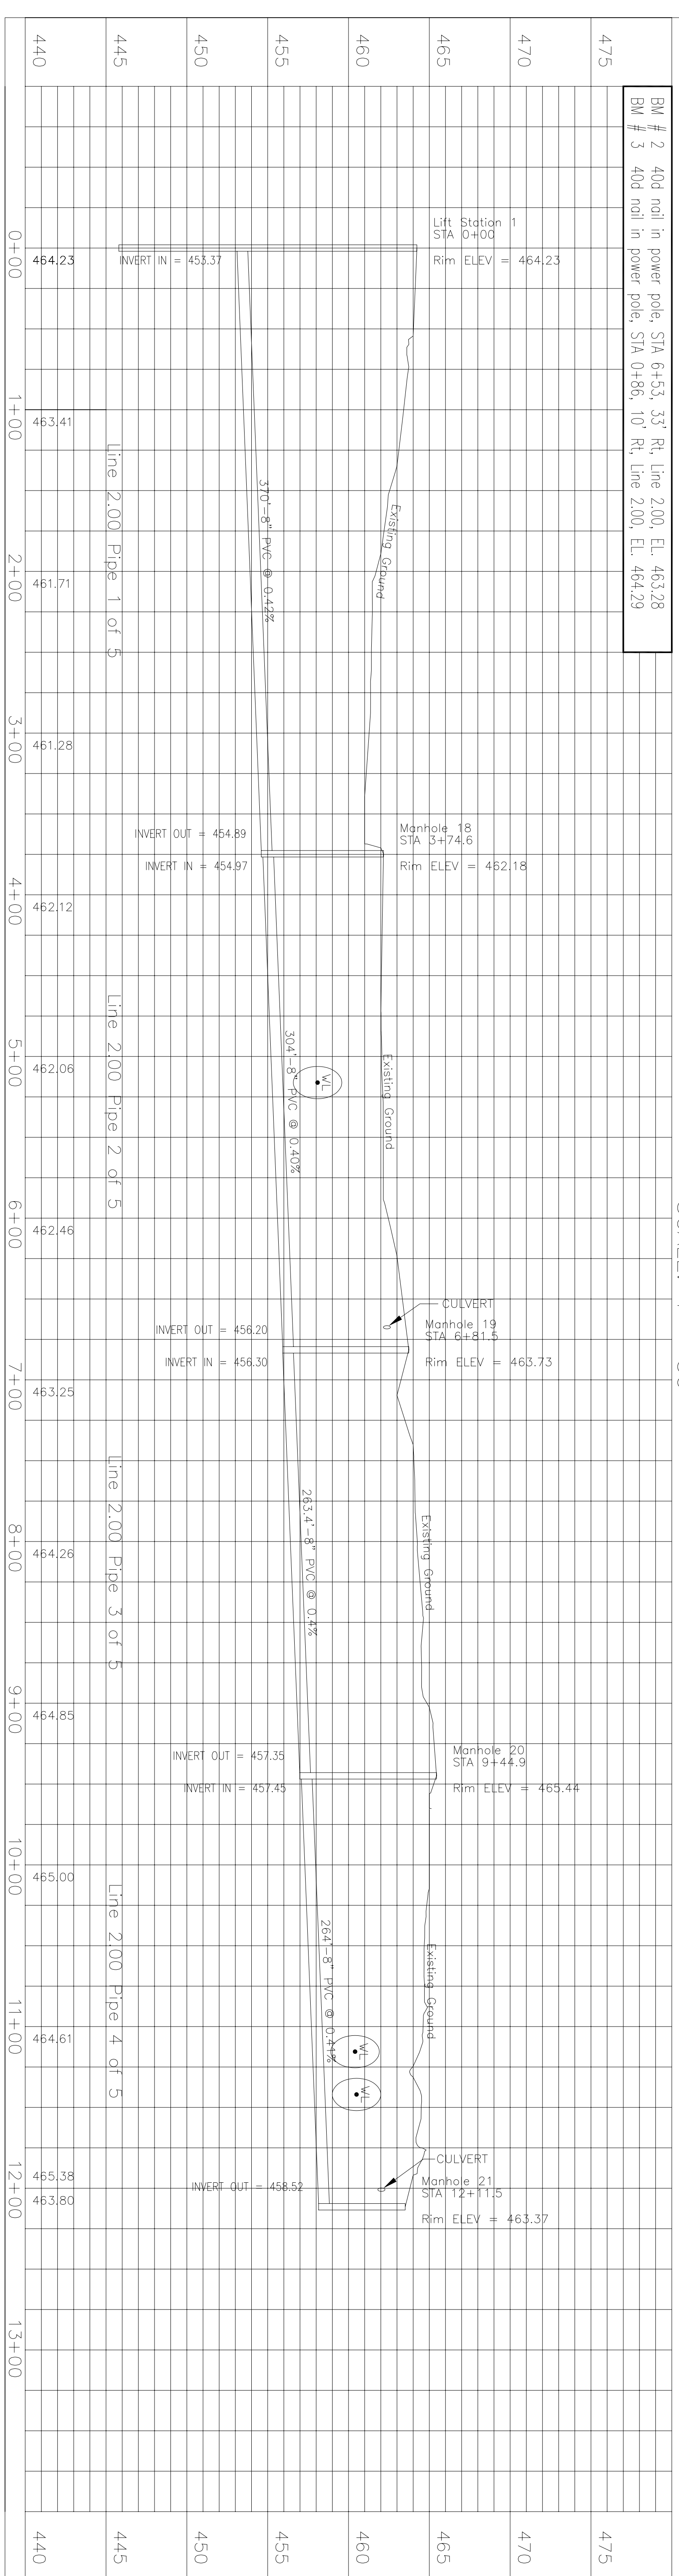 475
470
465
460
455
450
445
440
BM # 2 40d nail in power pole, STA 6+53, 33' Rt, Line 2.00, EL. 463.28
BM # 3 40d nail in power pole, STA 0+86, 10' Rt, Line 2.00, EL. 464.29
Lift Station 1
STA 0+00
Rim ELEV = 464.23
INVERT IN = 453.37
464.23
0+00
463.41
1+00
Existing Ground
370'-8" PVC @ 0.42%
Line 2.00 Pipe 1 of 5
461.71
2+00
461.28
3+00
Manhole 18
STA 3+74.6
Rim ELEV = 462.18
INVERT OUT = 454.89
INVERT IN = 454.97
462.12
4+00
Existing Ground
WL
304'-8" PVC @ 0.40%
Line 2.00 Pipe 2 of 5
462.06
5+00
462.46
6+00
CULVERT
Manhole 19
STA 6+81.5
Rim ELEV = 463.73
INVERT OUT = 456.20
INVERT IN = 456.30
463.25
7+00
Existing Ground
263.4'-8" PVC @ 0.4%
Line 2.00 Pipe 3 of 5
464.26
8+00
464.85
9+00
Manhole 20
STA 9+44.9
Rim ELEV = 465.44
INVERT OUT = 457.35
INVERT IN = 457.45
465.00
10+00
Existing Ground
264'-8" PVC @ 0.41%
WL
WL
Line 2.00 Pipe 4 of 5
464.61
11+00
CULVERT
Manhole 21
STA 12+11.5
Rim ELEV = 463.37
INVERT OUT = 458.52
465.38
463.80
12+00
13+00
475
470
465
460
455
450
445
440